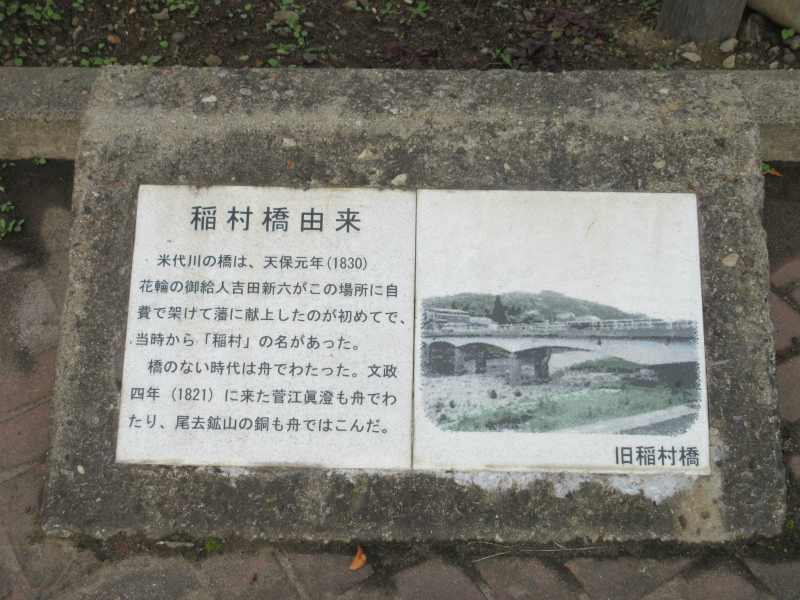 稲村橋由来
米代川の橋は、天保元年(1830)
花輪の御給人吉田新六がこの場所に自
費で架けて藩に献上したのが初めてで、
当時から「稲村」の名があった。
橋のない時代は舟でわたった。文政
四年（1821）に来た菅江眞澄も舟でわ
たり、尾去鉱山の銅も舟ではこんだ。
旧稲村橋